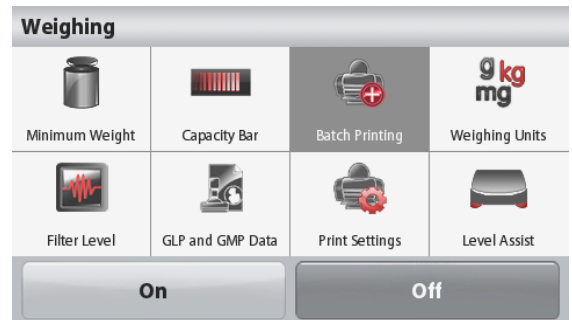 Weighing
g kg
mg
Minimum Weight Capacity Bar Batch Printing Weighing Units
Filter Level GLP and GMP Data Print Settings Level Assist
On Off